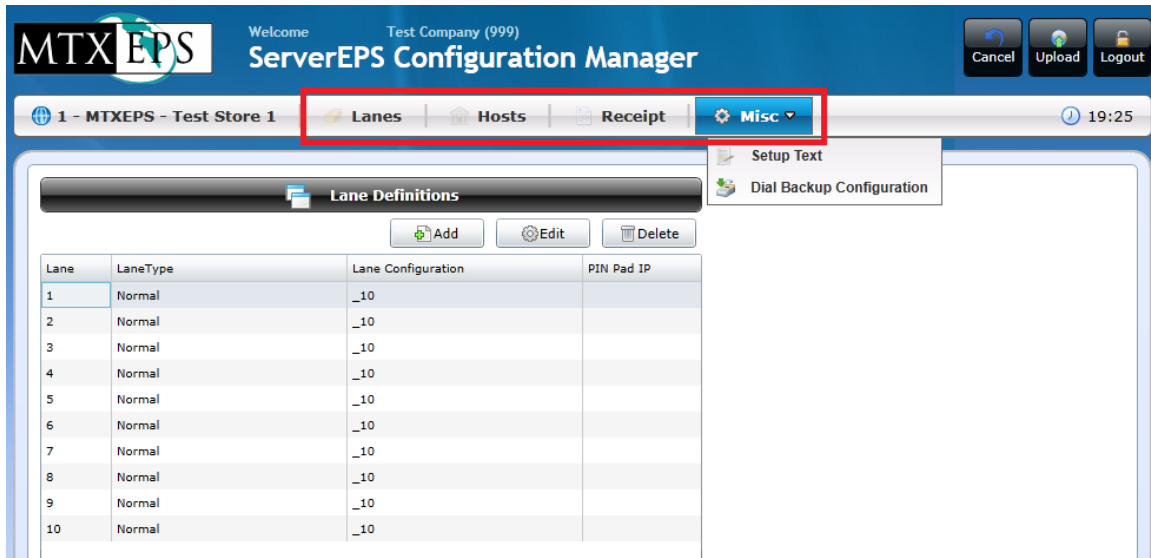 MTXEPS
Welcome Test Company (999)
ServerEPS Configuration Manager
Cancel Upload Logout
1 - MTXEPS - Test Store 1 Lanes Hosts Receipt Misc 19:25
Setup Text
Dial Backup Configuration
Lane Definitions
Add Edit Delete
Lane LaneType Lane Configuration PIN Pad IP
1 Normal _10
2 Normal _10
3 Normal _10
4 Normal _10
5 Normal _10
6 Normal _10
7 Normal _10
8 Normal _10
9 Normal _10
10 Normal _10